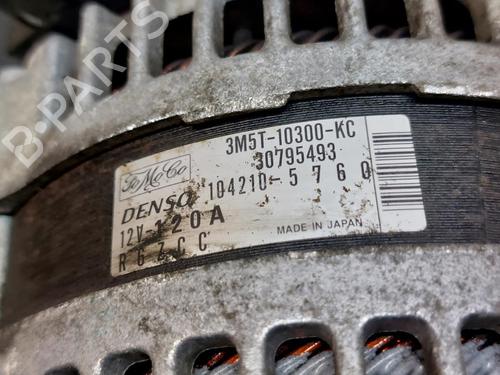 B-PARTS
3M5T-10300-KC
30795493
FoMoCo
DENSO 104210-5760
12V-120A
MADE IN JAPAN